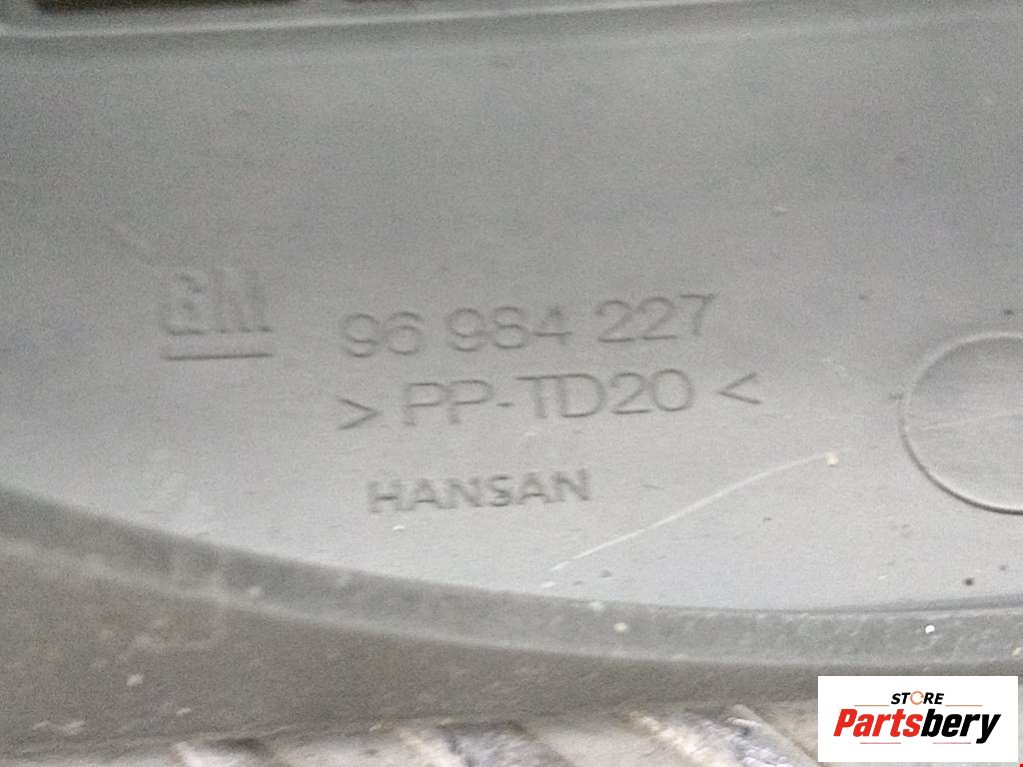 GM
96 984 227
> PP-TD20 <
HANSAN
STORE
Partsbery